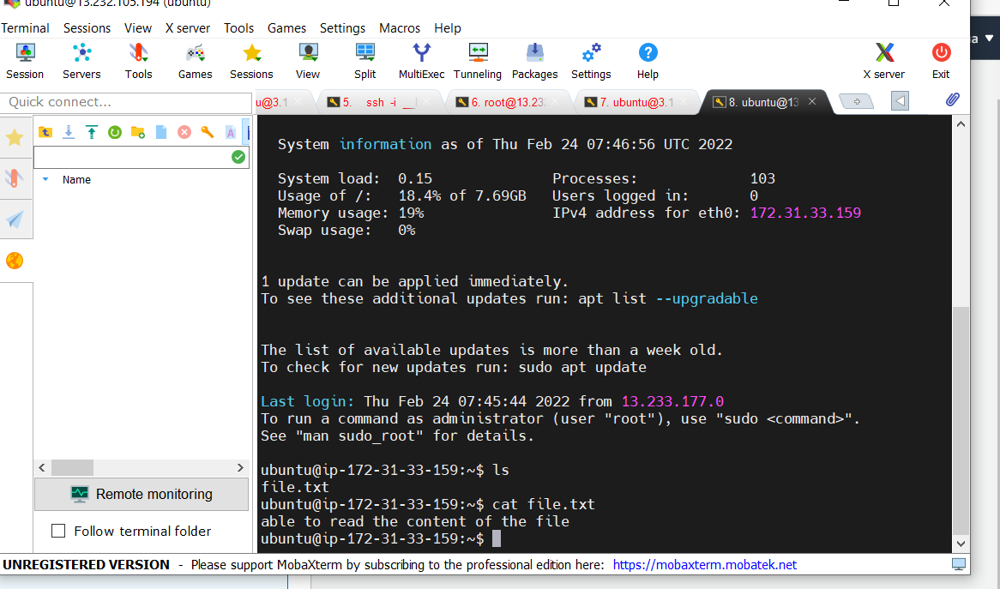 ubuntu@13.232.105.194 (ubuntu)
Terminal Sessions View X server Tools Games Settings Macros Help
Session Servers Tools Games Sessions View Split MultiExec Tunneling Packages Settings Help X server Exit
Quick connect...
u@3.1 5. ssh -i 6. root@13.23 7. ubuntu@3.1 8. ubuntu@13
Name
System information as of Thu Feb 24 07:46:56 UTC 2022
System load: 0.15 Processes: 103
Usage of /: 18.4% of 7.69GB Users logged in: 0
Memory usage: 19% IPv4 address for eth0: 172.31.33.159
Swap usage: 0%
1 update can be applied immediately.
To see these additional updates run: apt list --upgradable
The list of available updates is more than a week old.
To check for new updates run: sudo apt update
Last login: Thu Feb 24 07:45:44 2022 from 13.233.177.0
To run a command as administrator (user "root"), use "sudo <command>".
See "man sudo_root" for details.
ubuntu@ip-172-31-33-159:~$ ls
file.txt
ubuntu@ip-172-31-33-159:~$ cat file.txt
able to read the content of the file
ubuntu@ip-172-31-33-159:~$
Remote monitoring
Follow terminal folder
UNREGISTERED VERSION - Please support MobaXterm by subscribing to the professional edition here: https://mobaxterm.mobatek.net